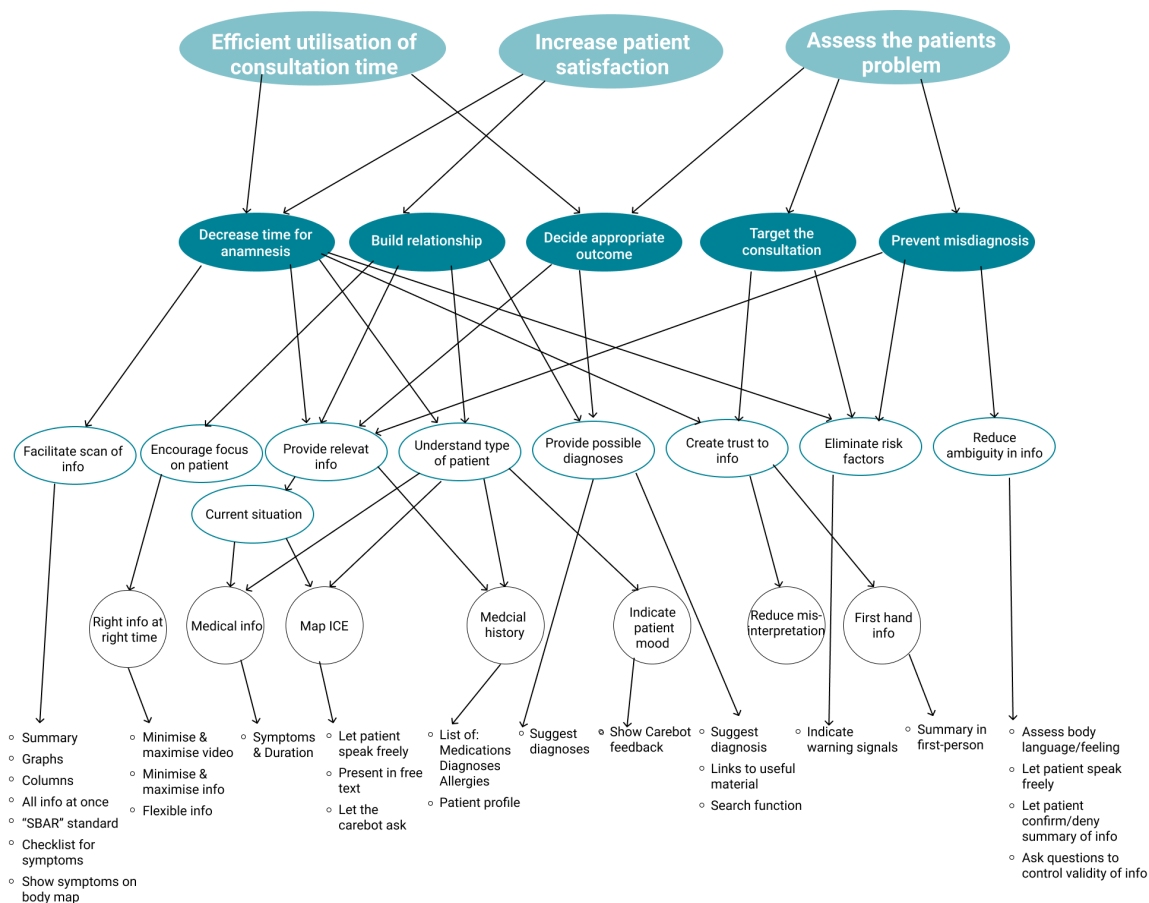 Efficient utilisation of
consultation time
Increase patient
satisfaction
Assess the patients
problem
Decrease time for
anamnesis
Build relationship
Decide appropriate
outcome
Target the
consultation
Prevent misdiagnosis
Facilitate scan of
info
Encourage focus
on patient
Provide relevat
info
Understand type
of patient
Provide possible
diagnoses
Create trust to
info
Eliminate risk
factors
Reduce
ambiguity in info
Current situation
Right info at
right time
Medical info
Map ICE
Medcial
history
Indicate
patient
mood
Reduce mis-
interpretation
First hand
info
Summary
Graphs
Columns
All info at once
“SBAR” standard
Checklist for
symptoms
Show symptoms on
body map
Minimise &
maximise video
Minimise &
maximise info
Flexible info
Symptoms
& Duration
Let patient
speak freely
Present in free
text
Let the
carebot ask
List of:
Medications
Diagnoses
Allergies
Patient profile
Suggest
diagnoses
Show Carebot
feedback
Suggest
diagnosis
Links to useful
material
Search function
Indicate
warning signals
Summary in
first-person
Assess body
language/feeling
Let patient speak
freely
Let patient
confirm/deny
summary of info
Ask questions to
control validity of info